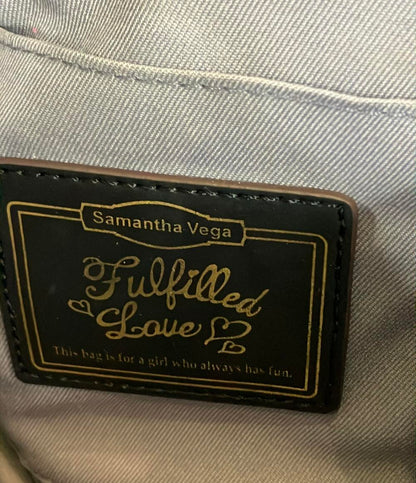 Samantha Vega
Fulfilled
Love
This bag is for a girl who always has fun.